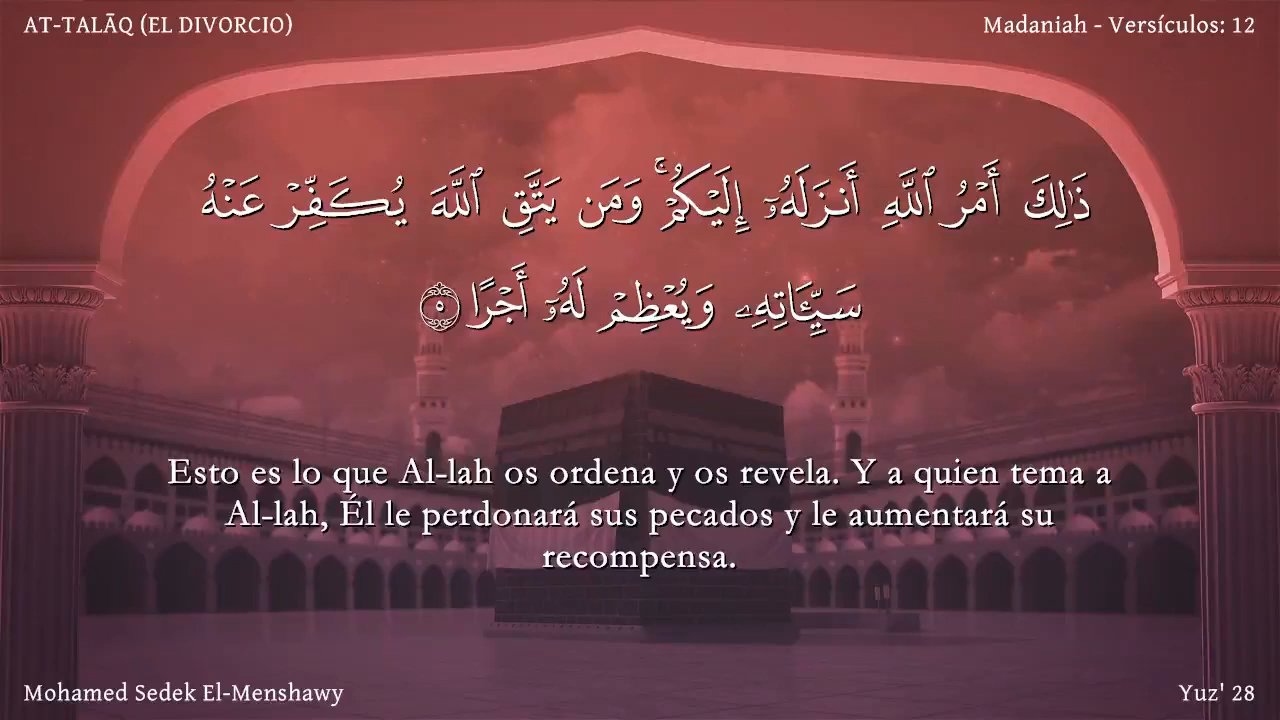 AT-TALĀQ (EL DIVORCIO)
Madaniah - Versículos: 12
ذَٰلِكَ أَمْرُ ٱللَّهِ أَنزَلَهُۥٓ إِلَيْكُمْ ۚ وَمَن يَتَّقِ ٱللَّهَ يُكَفِّرْ عَنْهُ
سَيِّـَٔاتِهِۦ وَيُعْظِمْ لَهُۥٓ أَجْرًا ٥
Esto es lo que Al-lah os ordena y os revela. Y a quien tema a
Al-lah, Él le perdonará sus pecados y le aumentará su
recompensa.
Mohamed Sedek El-Menshawy
Yuz' 28